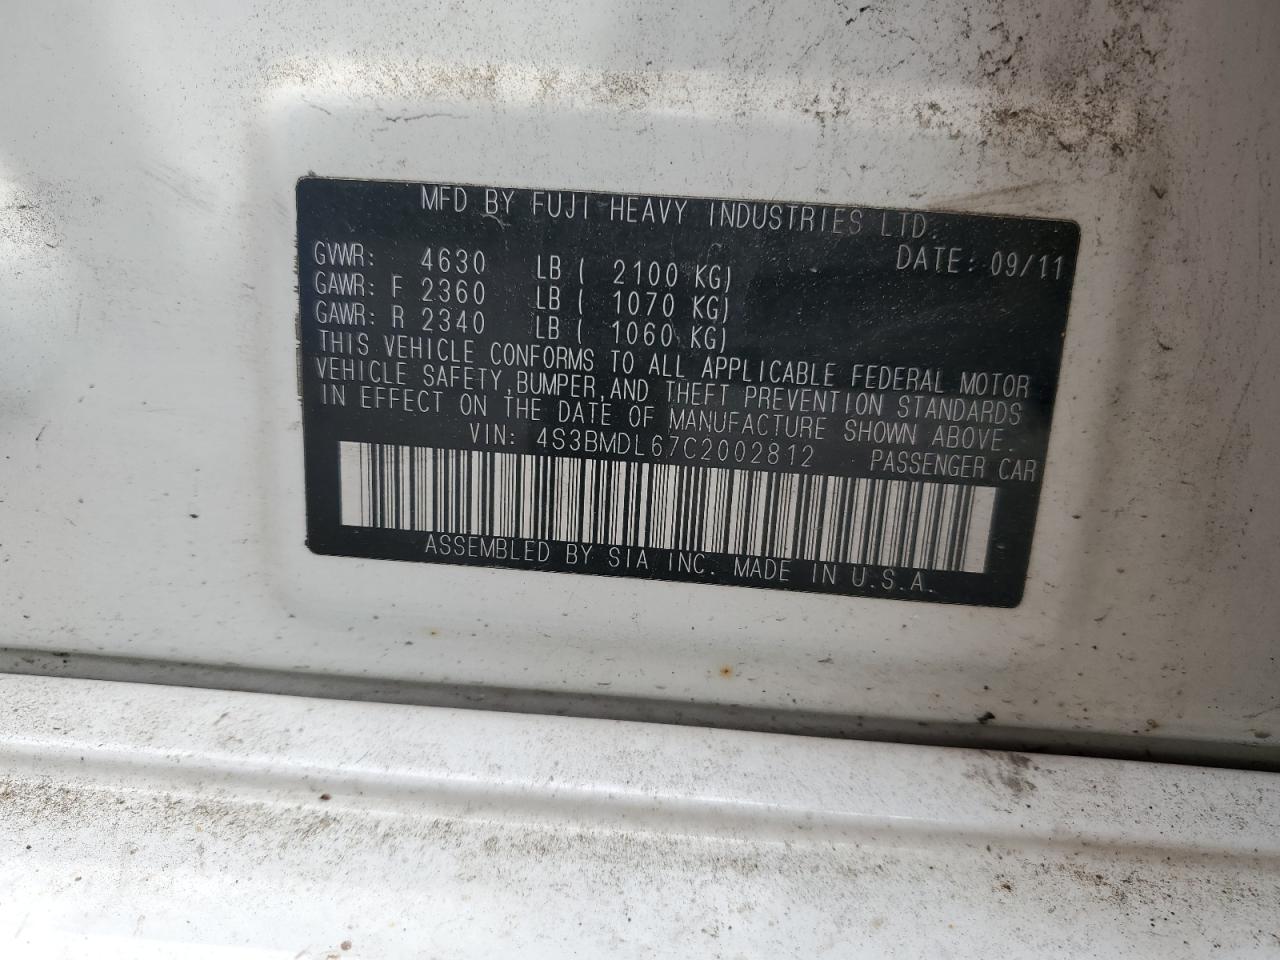 MFD BY FUJI HEAVY INDUSTRIES LTD.
DATE: 09/11
GVWR: 4630 LB ( 2100 KG)
GAWR: F 2360 LB ( 1070 KG)
GAWR: R 2340 LB ( 1060 KG)
THIS VEHICLE CONFORMS TO ALL APPLICABLE FEDERAL MOTOR
VEHICLE SAFETY,BUMPER,AND THEFT PREVENTION STANDARDS
IN EFFECT ON THE DATE OF MANUFACTURE SHOWN ABOVE.
VIN: 4S3BMDL67C2002812 PASSENGER CAR
ASSEMBLED BY SIA INC. MADE IN U.S.A.